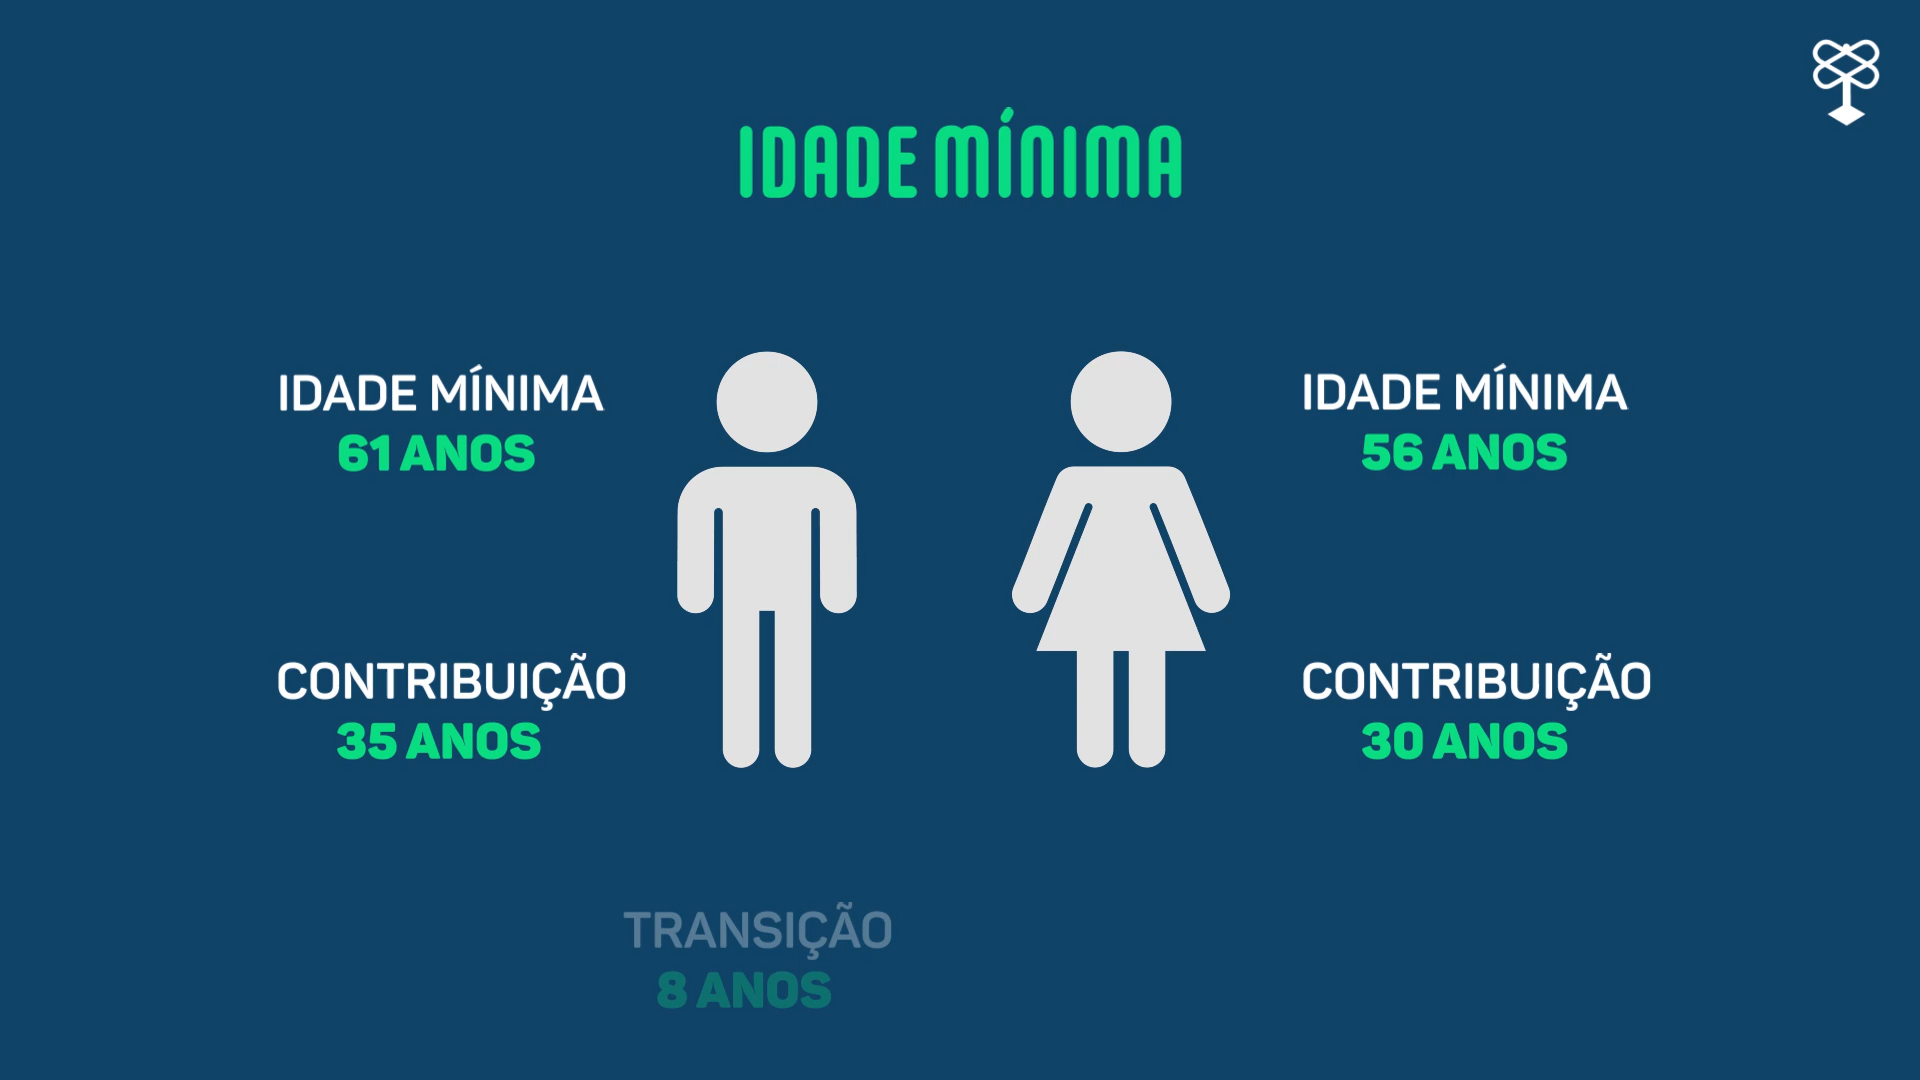 IDADE MÍNIMA
IDADE MÍNIMA
61 ANOS
CONTRIBUIÇÃO
35 ANOS
IDADE MÍNIMA
56 ANOS
CONTRIBUIÇÃO
30 ANOS
TRANSIÇÃO
8 ANOS